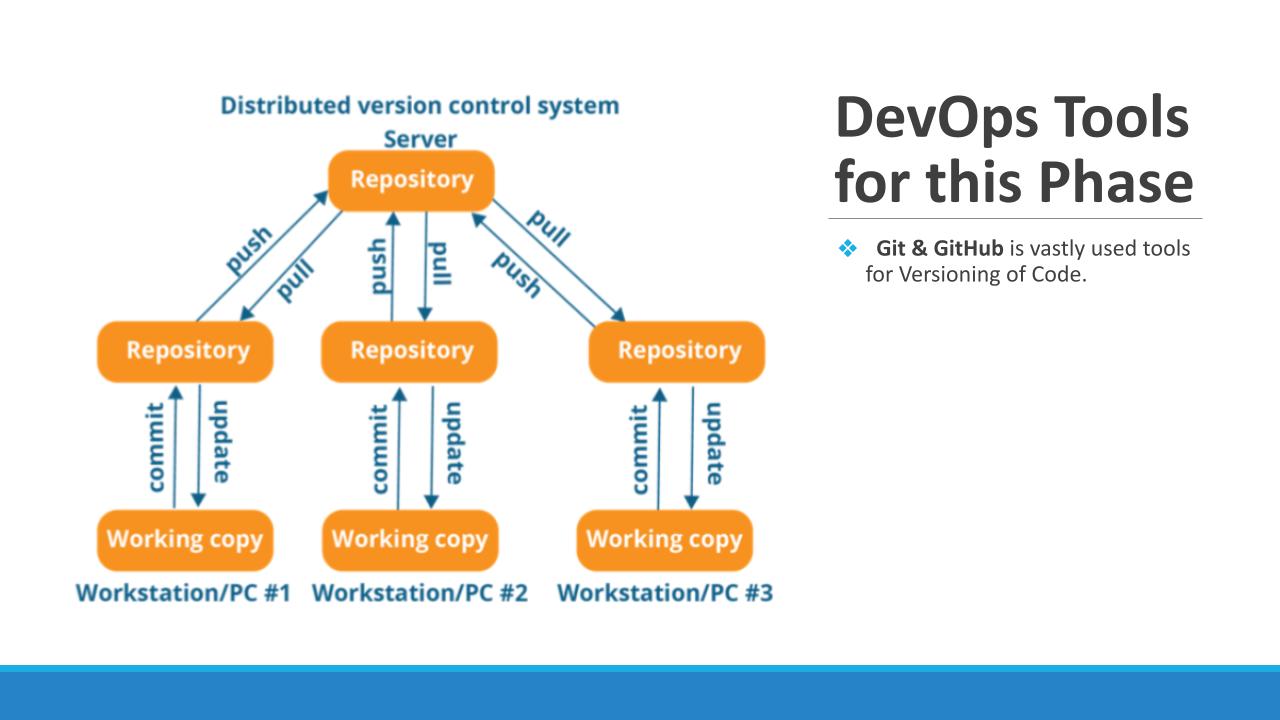 Distributed version control system
Server
Repository
push
pull
push
pull
pull
push
Repository
Repository
Repository
commit
update
commit
update
commit
update
Working copy
Working copy
Working copy
Workstation/PC #1
Workstation/PC #2
Workstation/PC #3
DevOps Tools
for this Phase
❖ Git & GitHub is vastly used tools
for Versioning of Code.